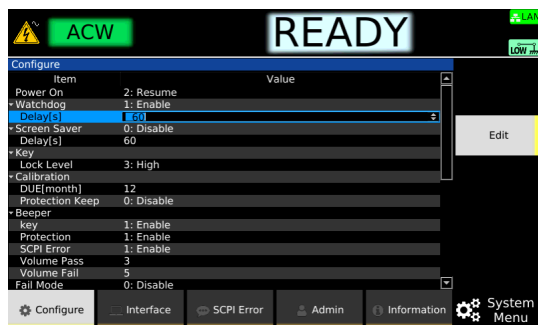 ACW
READY
LAN
LOW
Configure
Item Value
Power On 2: Resume
Watchdog 1: Enable
Delay[s] 60
Screen Saver 0: Disable
Delay[s] 60
Key
Lock Level 3: High
Calibration
DUE[month] 12
Protection Keep 0: Disable
Beeper
key 1: Enable
Protection 1: Enable
SCPI Error 1: Enable
Volume Pass 3
Volume Fail 5
Fail Mode 0: Disable
Edit
Configure Interface SCPI Error Admin Information System
Menu